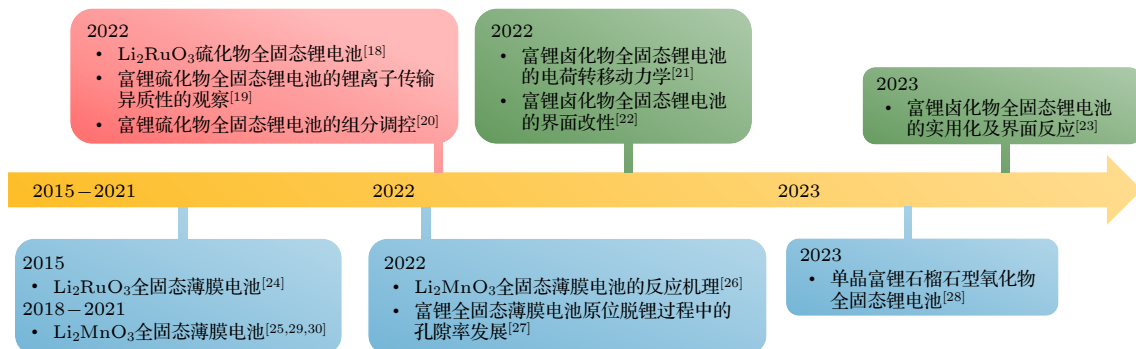 2022
• Li₂RuO₃硫化物全固态锂电池[18]
• 富锂硫化物全固态锂电池的锂离子传输
异质性的观察[19]
• 富锂硫化物全固态锂电池的组分调控[20]
2022
• 富锂卤化物全固态锂电池
的电荷转移动力学[21]
• 富锂卤化物全固态锂电池
的界面改性[22]
2023
• 富锂卤化物全固态锂电池
的实用化及界面反应[23]
2015–2021
2022
2023
2015
• Li₂RuO₃全固态薄膜电池[24]
2018–2021
• Li₂MnO₃全固态薄膜电池[25,29,30]
2022
• Li₂MnO₃全固态薄膜电池的反应机理[26]
• 富锂全固态薄膜电池原位脱锂过程中的
孔隙率发展[27]
2023
• 单晶富锂石榴石型氧化物
全固态锂电池[28]